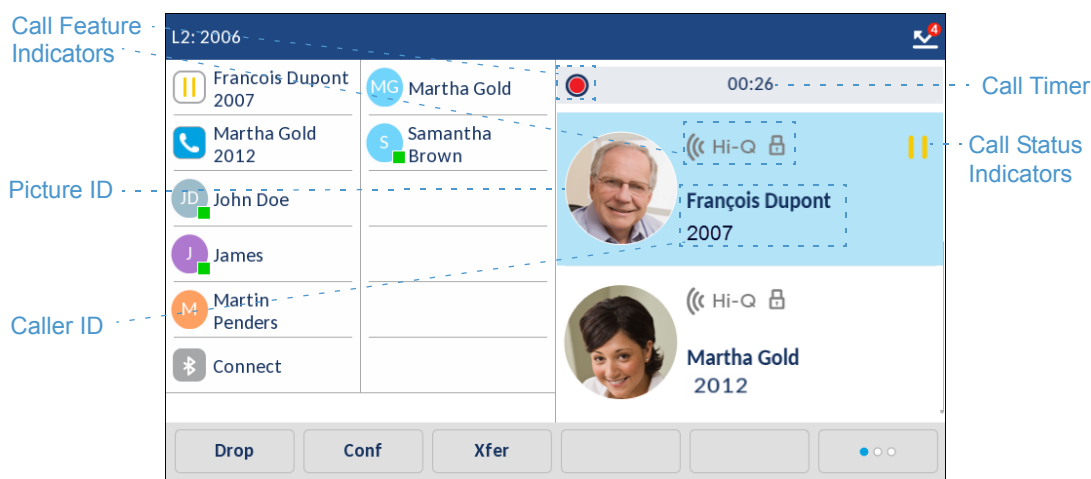 Call Feature
Indicators
Picture ID
Caller ID
L2: 2006
4
Francois Dupont
2007
Martha Gold
2012
JD John Doe
J James
M Martin
Penders
Connect
MG Martha Gold
S Samantha
Brown
00:26
Hi-Q
François Dupont
2007
Hi-Q
Martha Gold
2012
Call Timer
Call Status
Indicators
Drop
Conf
Xfer